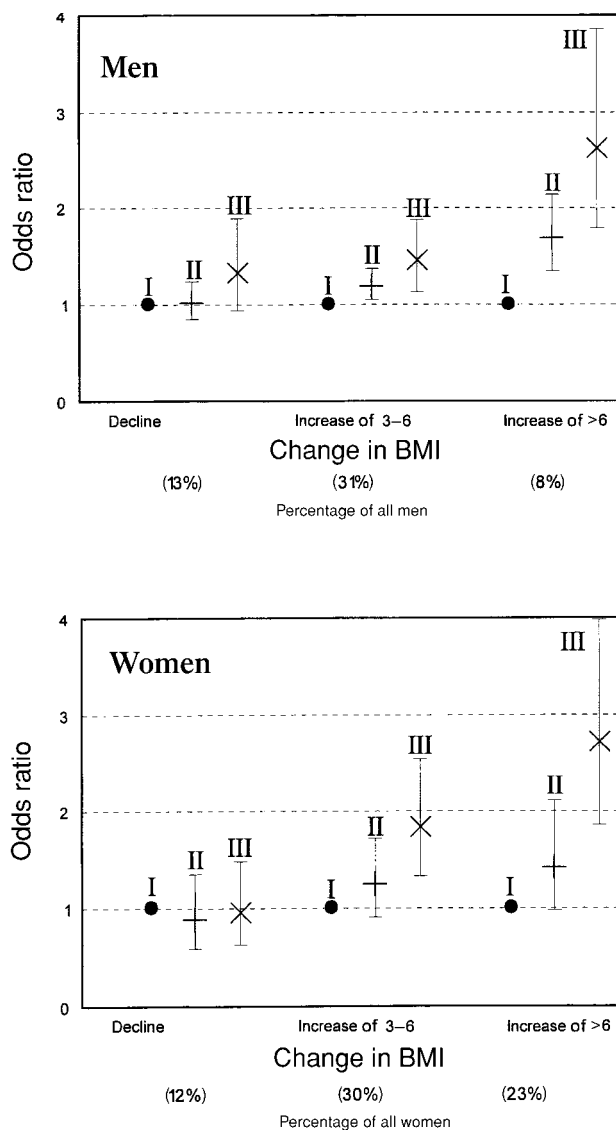 4
Men
III
3
Odds ratio
II
2
III
III
II
II
I
I
I
1
0
Decline
Increase of 3–6
Increase of >6
Change in BMI
(13%)
(31%)
(8%)
Percentage of all men
4
Women
III
3
Odds ratio
III
II
2
II
II
III
I
I
I
1
0
Decline
Increase of 3–6
Increase of >6
Change in BMI
(12%)
(30%)
(23%)
Percentage of all women